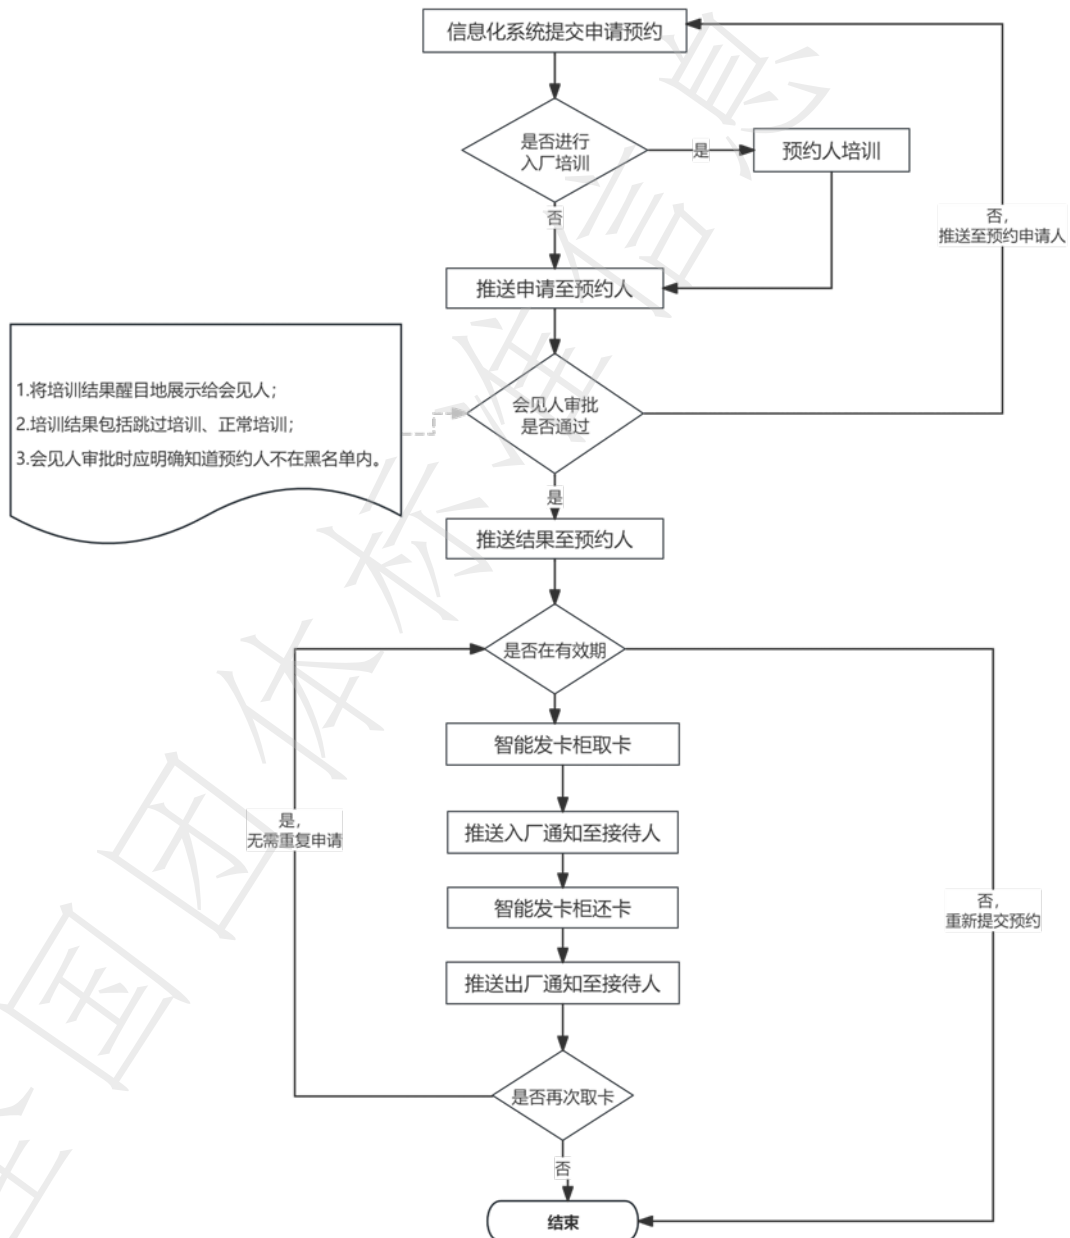 信息化系统提交申请预约
是否进行
入厂培训
是
预约人培训
否
否，
推送至预约申请人
推送申请至预约人
1.将培训结果醒目地展示给会见人；
2.培训结果包括跳过培训、正常培训；
3.会见人审批时应明确知道预约人不在黑名单内。
会见人审批
是否通过
是
推送结果至预约人
是否在有效期
智能发卡柜取卡
是，
无需重复申请
推送入厂通知至接待人
智能发卡柜还卡
否，
重新提交预约
推送出厂通知至接待人
是否再次取卡
否
结束
全国团体标准信息